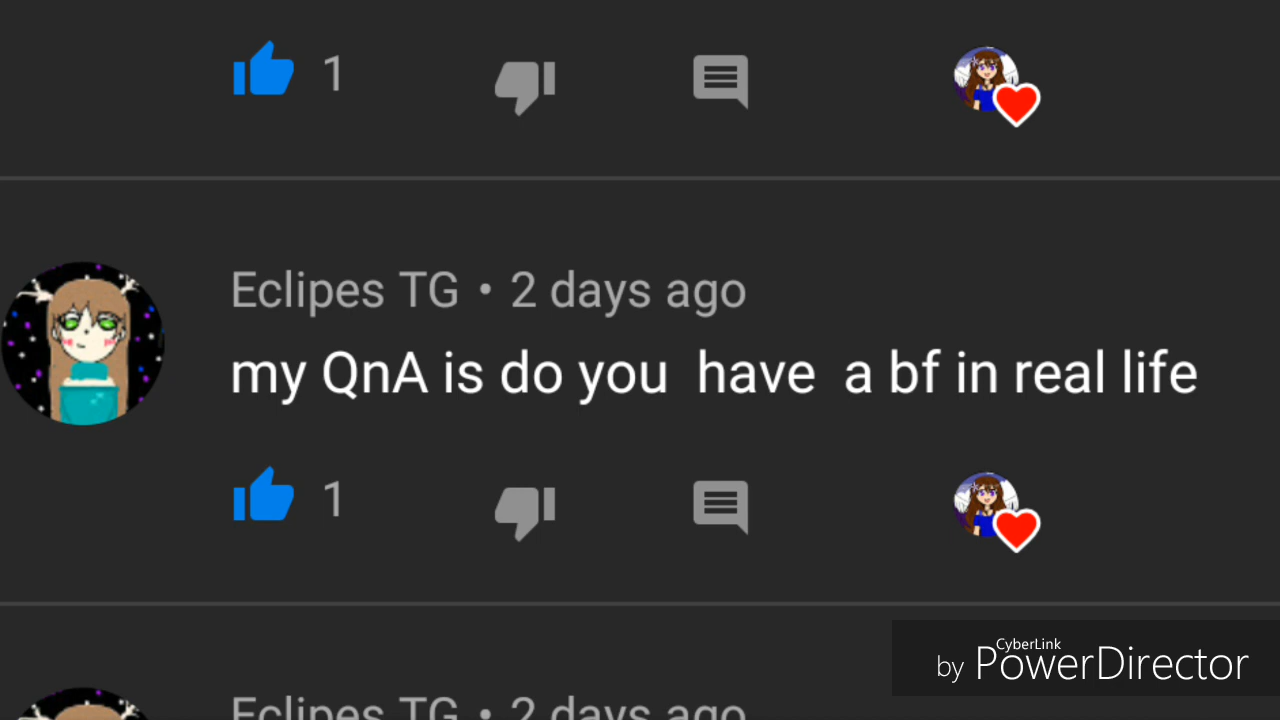 1
Eclipes TG • 2 days ago
my QnA is do you have a bf in real life
1
Eclipes TG • 2 days ago
CyberLink
by PowerDirector